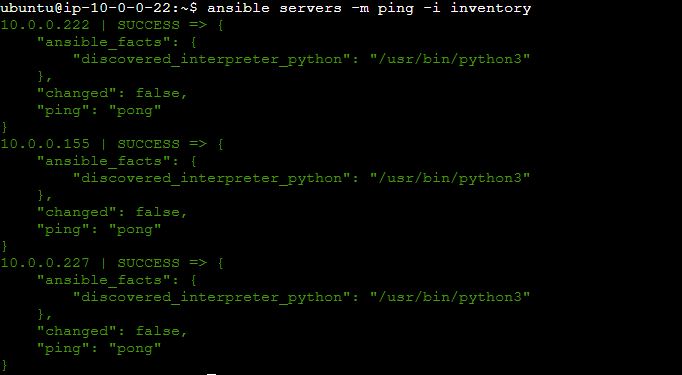 ubuntu@ip-10-0-0-22:~$ ansible servers -m ping -i inventory
10.0.0.222 | SUCCESS => {
    "ansible_facts": {
        "discovered_interpreter_python": "/usr/bin/python3"
    },
    "changed": false,
    "ping": "pong"
}
10.0.0.155 | SUCCESS => {
    "ansible_facts": {
        "discovered_interpreter_python": "/usr/bin/python3"
    },
    "changed": false,
    "ping": "pong"
}
10.0.0.227 | SUCCESS => {
    "ansible_facts": {
        "discovered_interpreter_python": "/usr/bin/python3"
    },
    "changed": false,
    "ping": "pong"
}